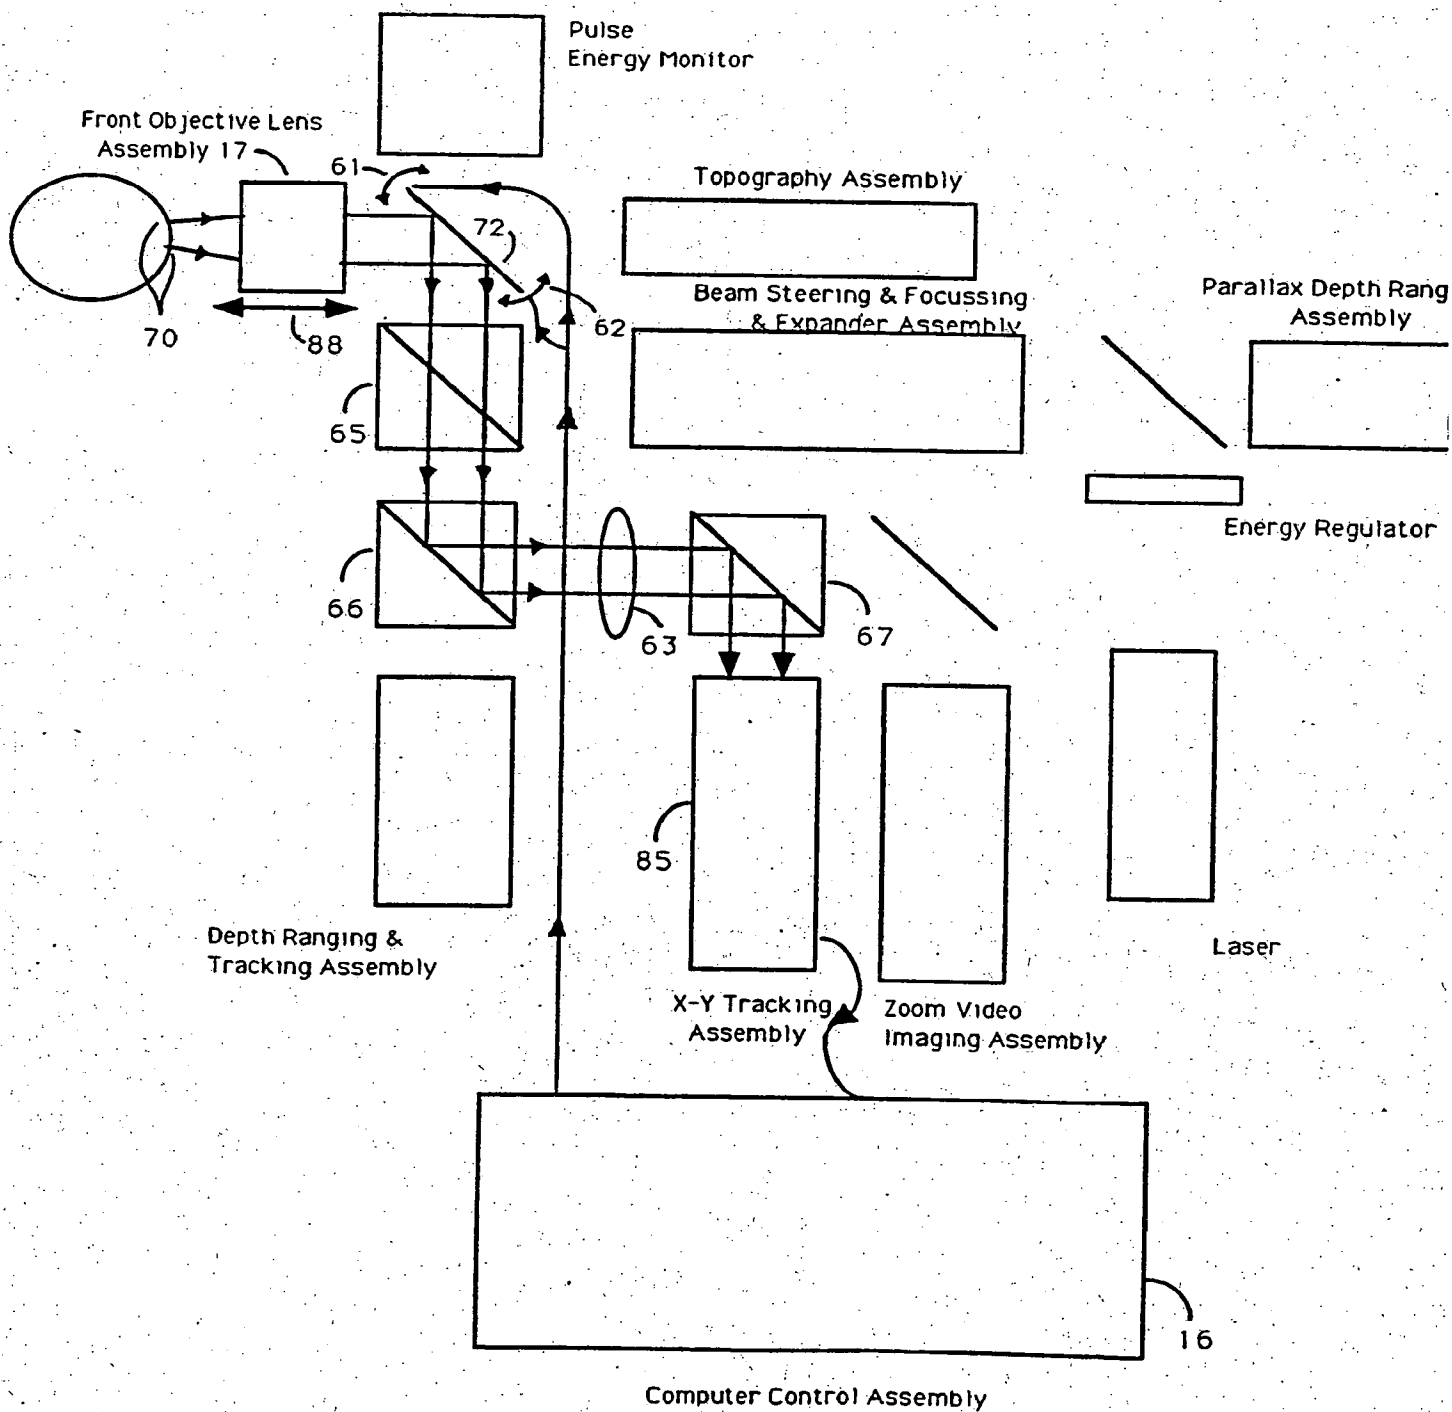 Pulse
Energy Monitor
Front Objective Lens
Assembly 17
61
Topography Assembly
72
Beam Steering & Focussing
& Expander Assembly
Parallax Depth Rang
Assembly
62
70
88
65
Energy Regulator
66
63
67
85
Depth Ranging &
Tracking Assembly
Laser
X-Y Tracking
Assembly
Zoom Video
Imaging Assembly
16
Computer Control Assembly